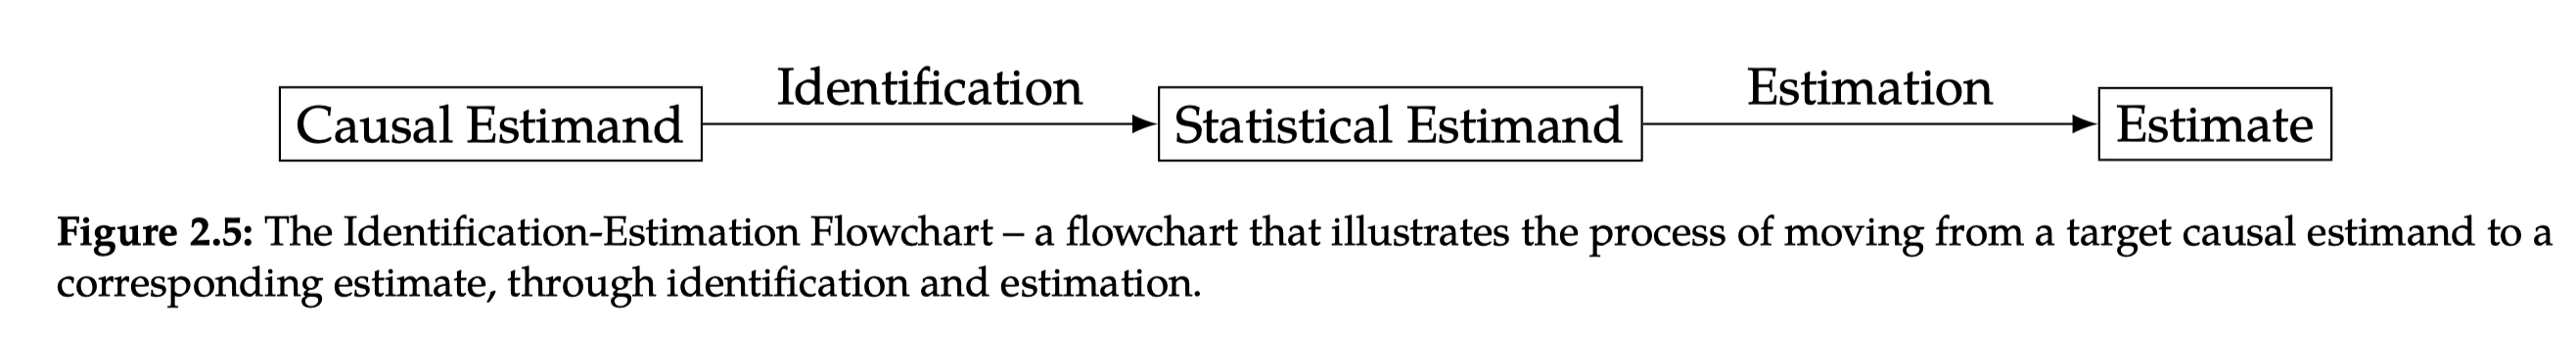 Identification
Estimation
Causal Estimand
Statistical Estimand
Estimate
Figure 2.5: The Identification-Estimation Flowchart – a flowchart that illustrates the process of moving from a target causal estimand to a
corresponding estimate, through identification and estimation.